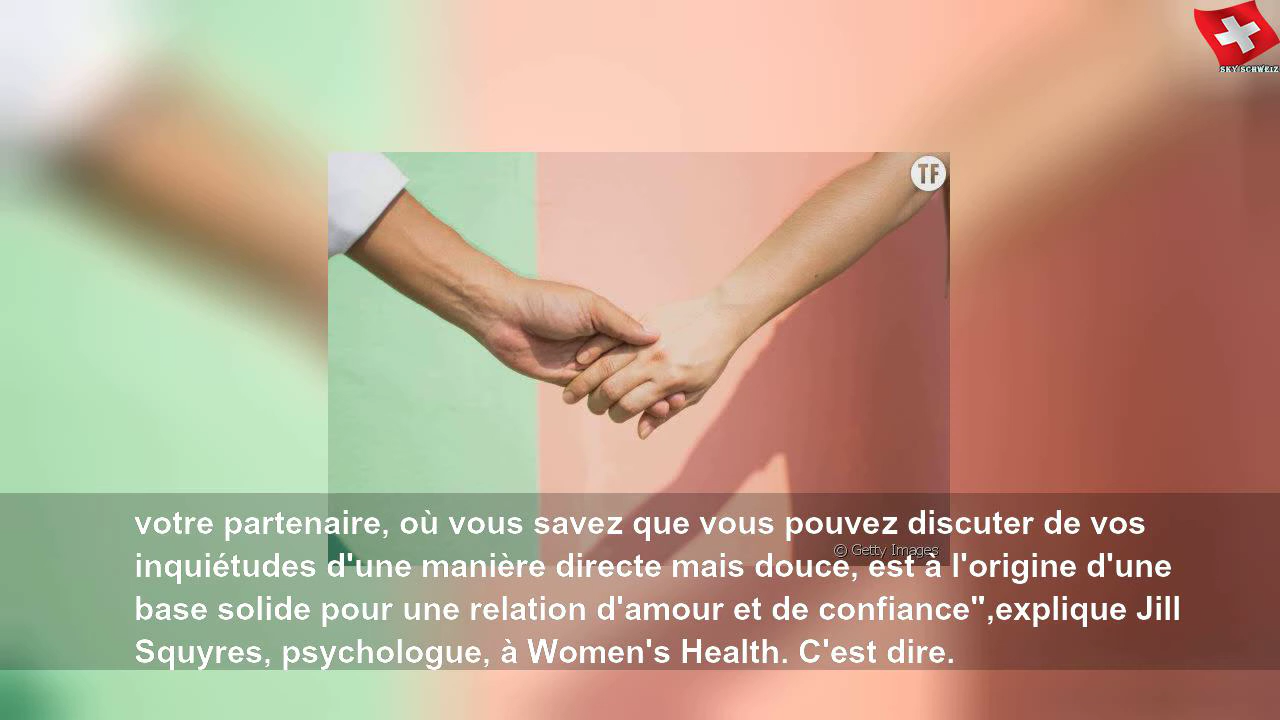 SKY SCHWEIZ
TF
votre partenaire, où vous savez que vous pouvez discuter de vos
© Getty Images
inquiétudes d'une manière directe mais douce, est à l'origine d'une
base solide pour une relation d'amour et de confiance",explique Jill
Squyres, psychologue, à Women's Health. C'est dire.